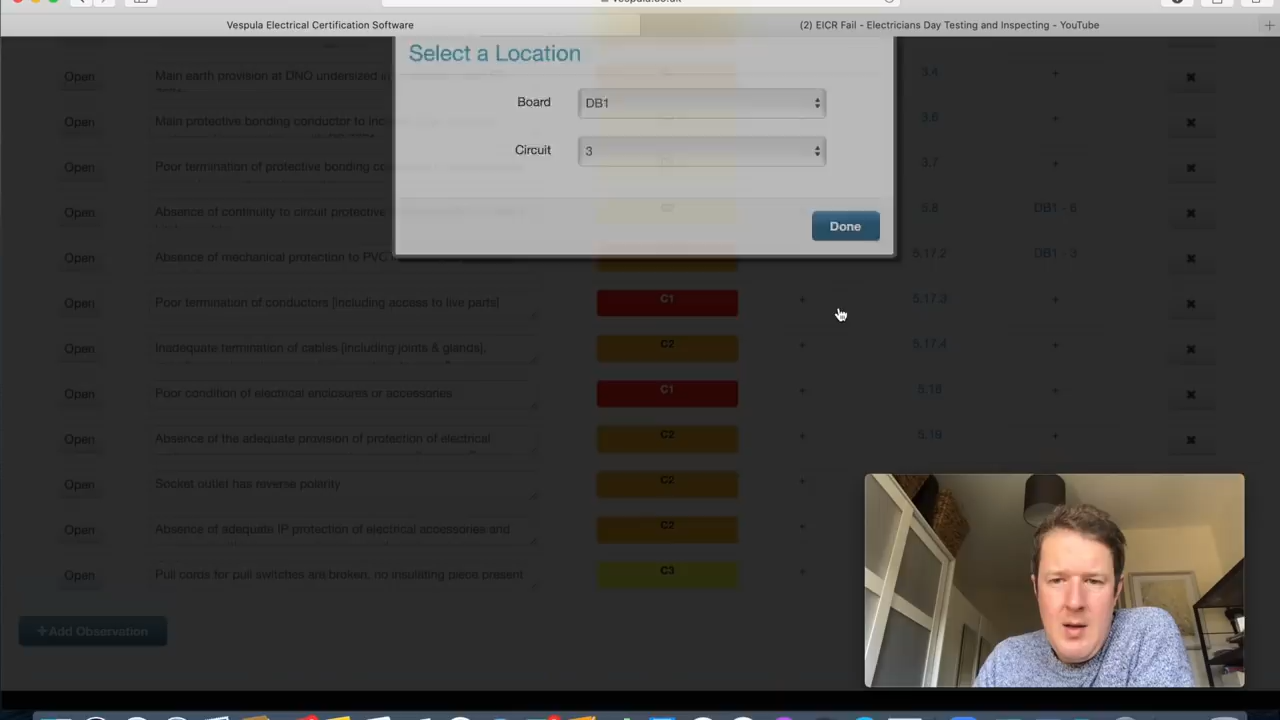 Vespula Electrical Certification Software
(2) EICR Fail - Electricians Day Testing and Inspecting - YouTube
Select a Location
Board
DB1
Circuit
3
Done
Open Main earth provision at DNO undersized 3.4 + ✖
Open Main protective bonding conductor to 3.6 + ✖
Open Poor termination of protective 3.7 + ✖
Open Absence of continuity to circuit protective 5.8 DB1 - 6 ✖
Open Absence of mechanical protection to PVC 5.17.2 DB1 - 3 ✖
Open Poor termination of conductors [including access to live parts] C1 + 5.17.3 + ✖
Open Inadequate termination of cables [including joints & glands], C2 + 5.17.4 + ✖
Open Poor condition of electrical enclosures or accessories C1 + 5.18 + ✖
Open Absence of the adequate provision of protection of electrical C2 + 5.19 + ✖
Open Socket outlet has reverse polarity C2 +
Open Absence of adequate IP protection of electrical accessories and C2 +
Open Pull cords for pull switches are broken, no insulating piece present C3 +
+Add Observation